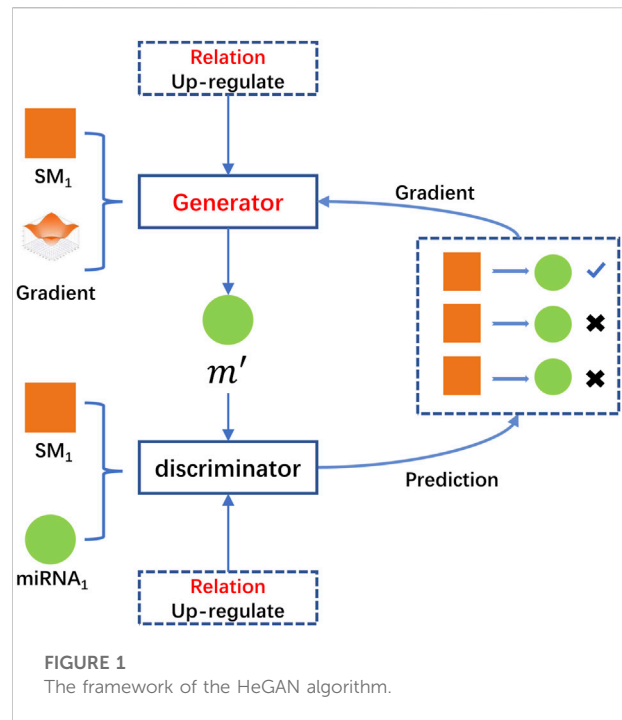 Relation
Up-regulate
SM₁
Gradient
Generator
Gradient
m′
SM₁
discriminator
Prediction
miRNA₁
Relation
Up-regulate
FIGURE 1
The framework of the HeGAN algorithm.